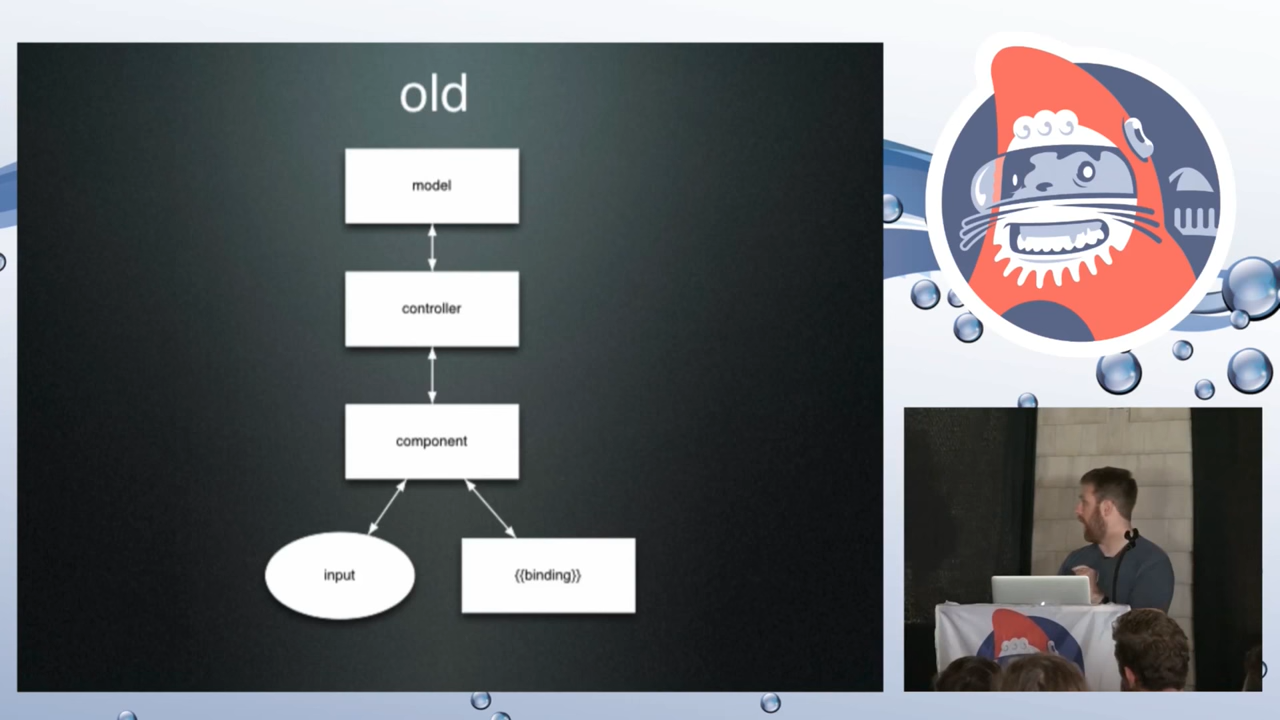 old
model
controller
component
input
{{binding}}